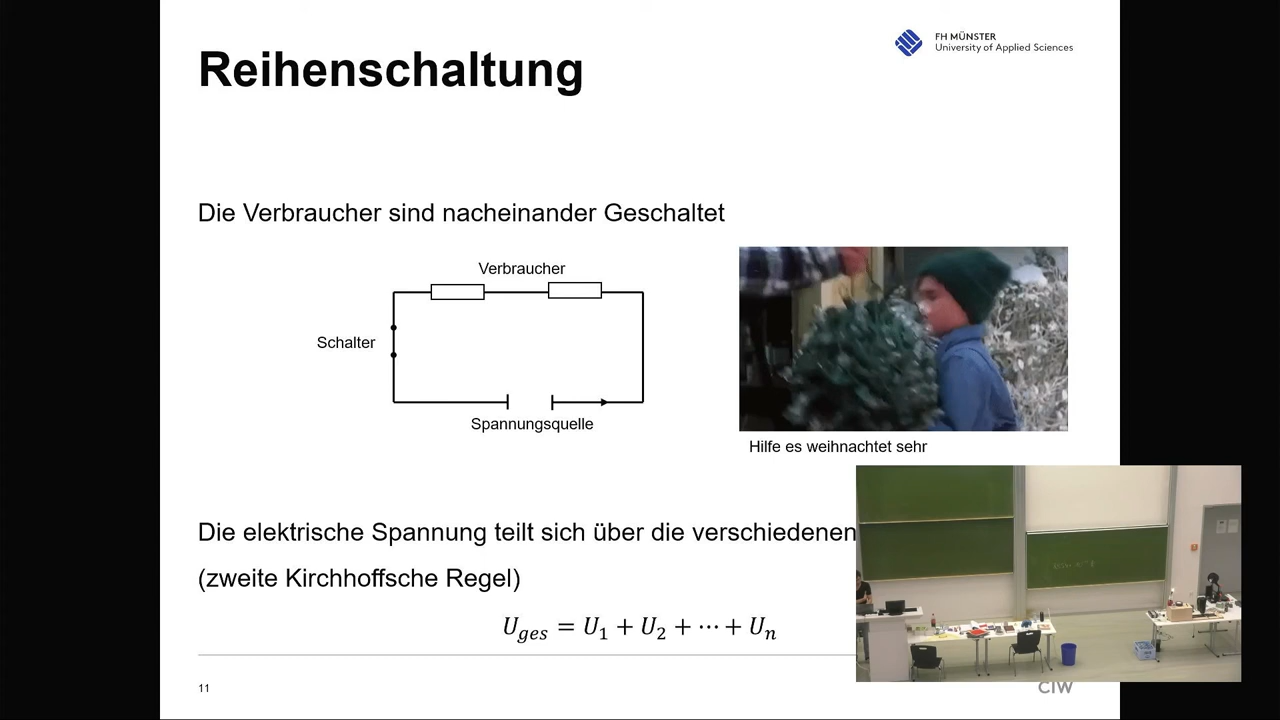 FH MÜNSTER
University of Applied Sciences
Reihenschaltung
Die Verbraucher sind nacheinander Geschaltet
Verbraucher
Schalter
Spannungsquelle
Hilfe es weihnachtet sehr
Die elektrische Spannung teilt sich über die verschiedenen
(zweite Kirchhoffsche Regel)
U_ges = U_1 + U_2 + ⋯ + U_n
11
CIW